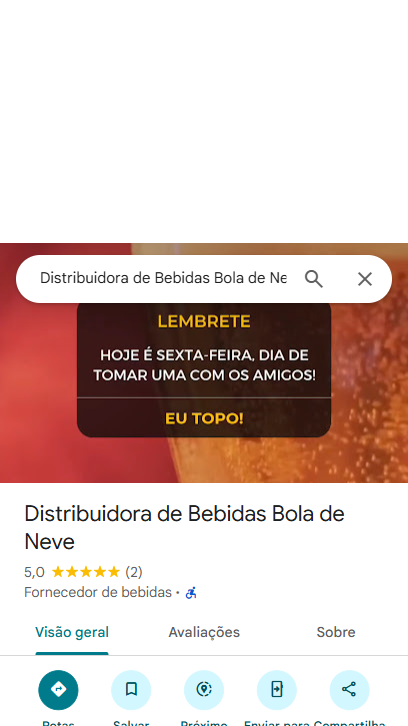 Distribuidora de Bebidas Bola de Ne
LEMBRETE
HOJE É SEXTA-FEIRA, DIA DE
TOMAR UMA COM OS AMIGOS!
EU TOPO!
Distribuidora de Bebidas Bola de
Neve
5,0 (2)
Fornecedor de bebidas ·
Visão geral Avaliações Sobre
Rotas Salvar Próximo Enviar para Compartilha